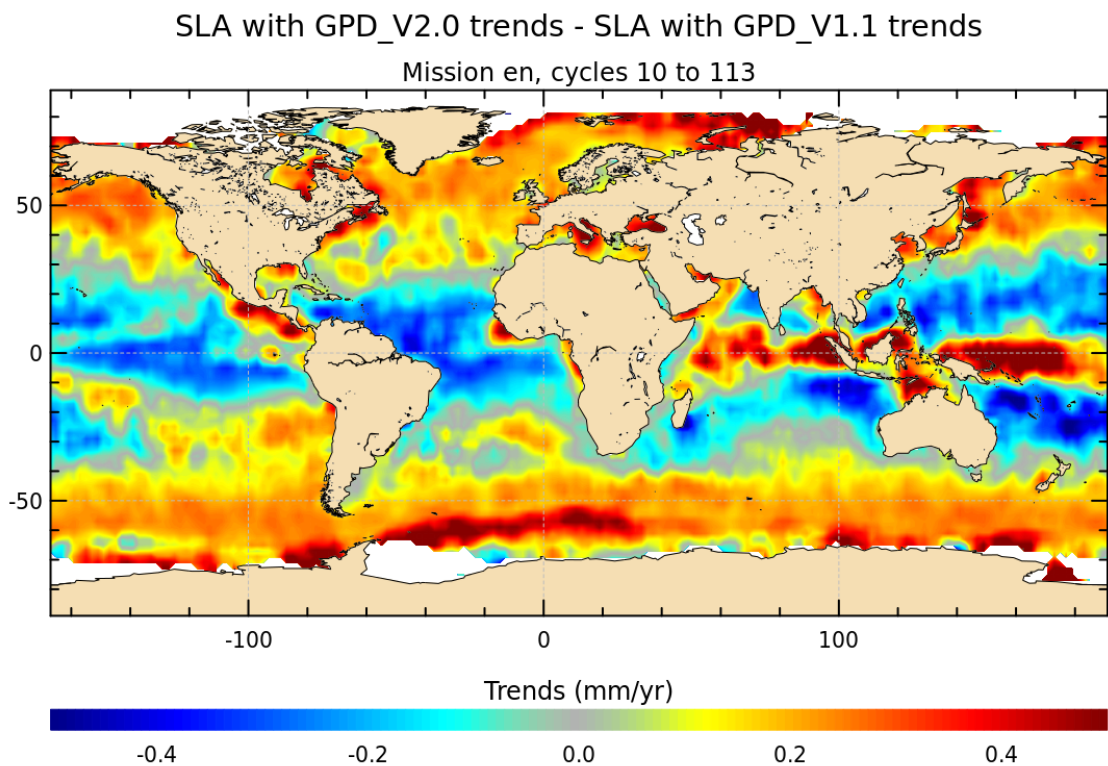 SLA with GPD_V2.0 trends - SLA with GPD_V1.1 trends
Mission en, cycles 10 to 113
50
0
-50
-100 0 100
Trends (mm/yr)
-0.4 -0.2 0.0 0.2 0.4